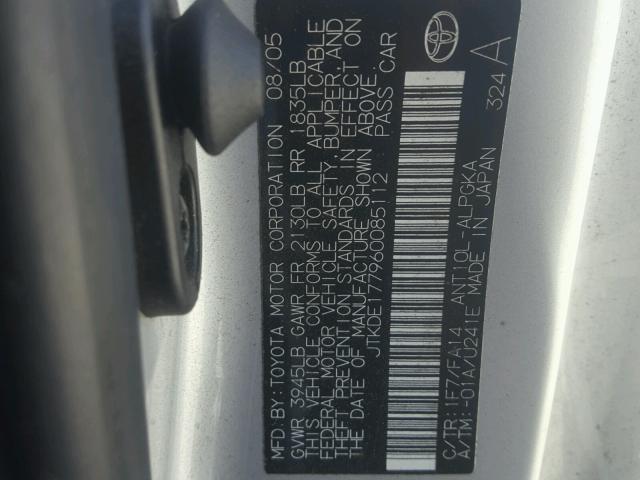 MFD. BY: TOYOTA MOTOR CORPORATION 08/05
GVWR 3945LB GAWR FR 2130LB RR 1835LB
THIS VEHICLE CONFORMS TO ALL APPLICABLE
FEDERAL MOTOR VEHICLE SAFETY, BUMPER, AND
THEFT PREVENTION STANDARDS IN EFFECT ON
THE DATE OF MANUFACTURE SHOWN ABOVE.
JTKDE177960085112 PASS CAR
C/TR: 1F7/FA14 ANT10L-ALPGKA
A/TM: -01A/U241E MADE IN JAPAN
324 A